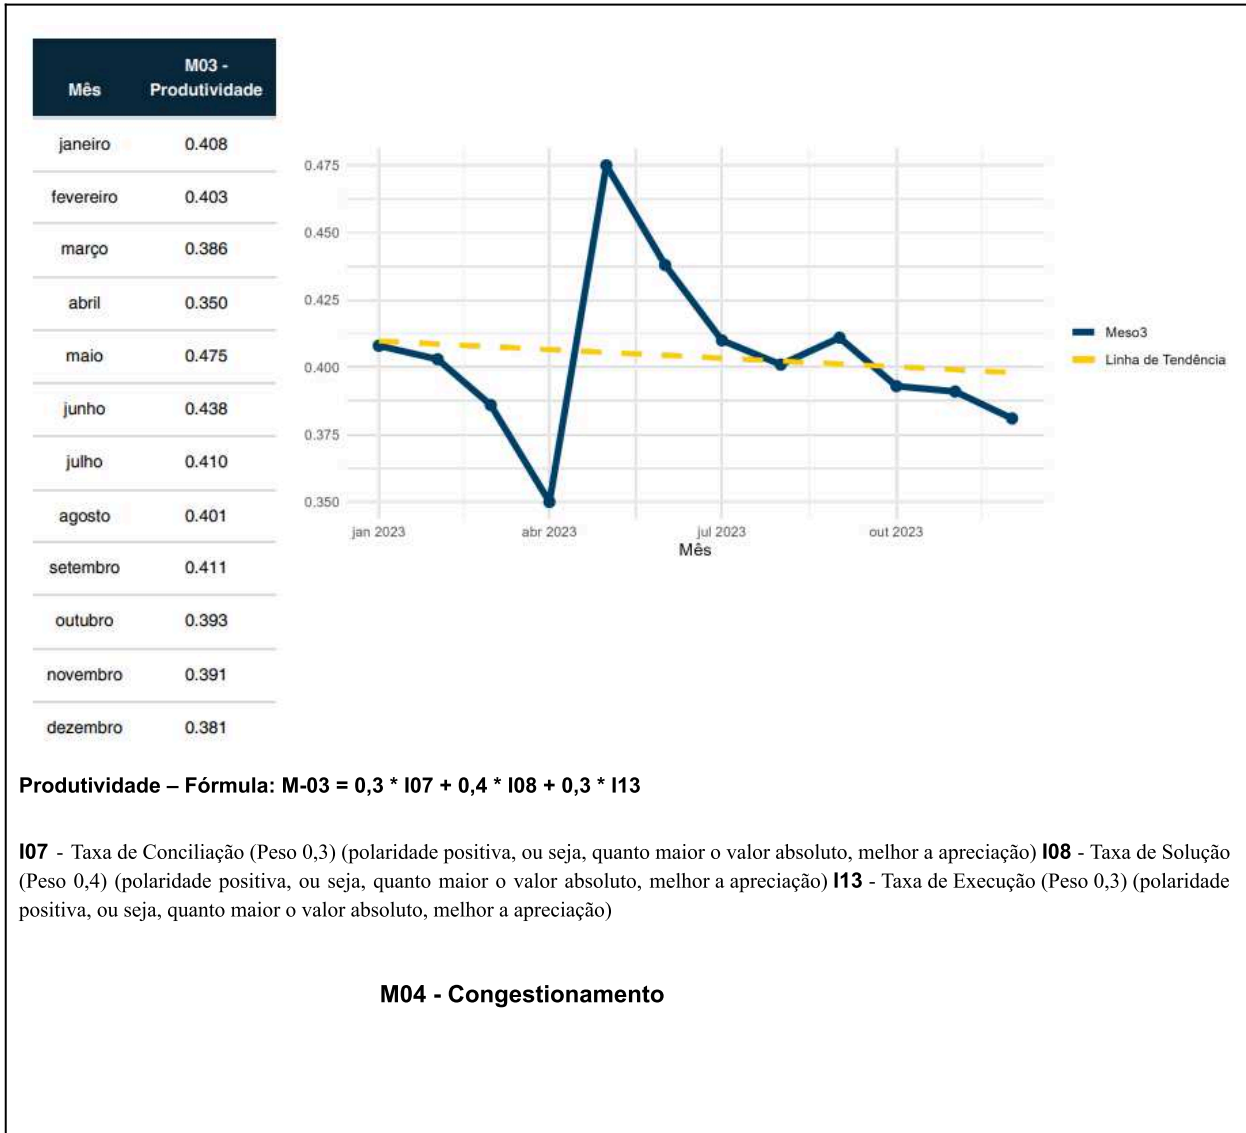 M03 -
Mês Produtividade
janeiro 0.408
fevereiro 0.403
março 0.386
abril 0.350
maio 0.475
junho 0.438
julho 0.410
agosto 0.401
setembro 0.411
outubro 0.393
novembro 0.391
dezembro 0.381
0.475
0.450
0.425
0.400
0.375
0.350
jan 2023 abr 2023 jul 2023 out 2023
Mês
Meso3
Linha de Tendência
Produtividade – Fórmula: M-03 = 0,3 * I07 + 0,4 * I08 + 0,3 * I13
I07 - Taxa de Conciliação (Peso 0,3) (polaridade positiva, ou seja, quanto maior o valor absoluto, melhor a apreciação) I08 - Taxa de Solução
(Peso 0,4) (polaridade positiva, ou seja, quanto maior o valor absoluto, melhor a apreciação) I13 - Taxa de Execução (Peso 0,3) (polaridade
positiva, ou seja, quanto maior o valor absoluto, melhor a apreciação)
M04 - Congestionamento